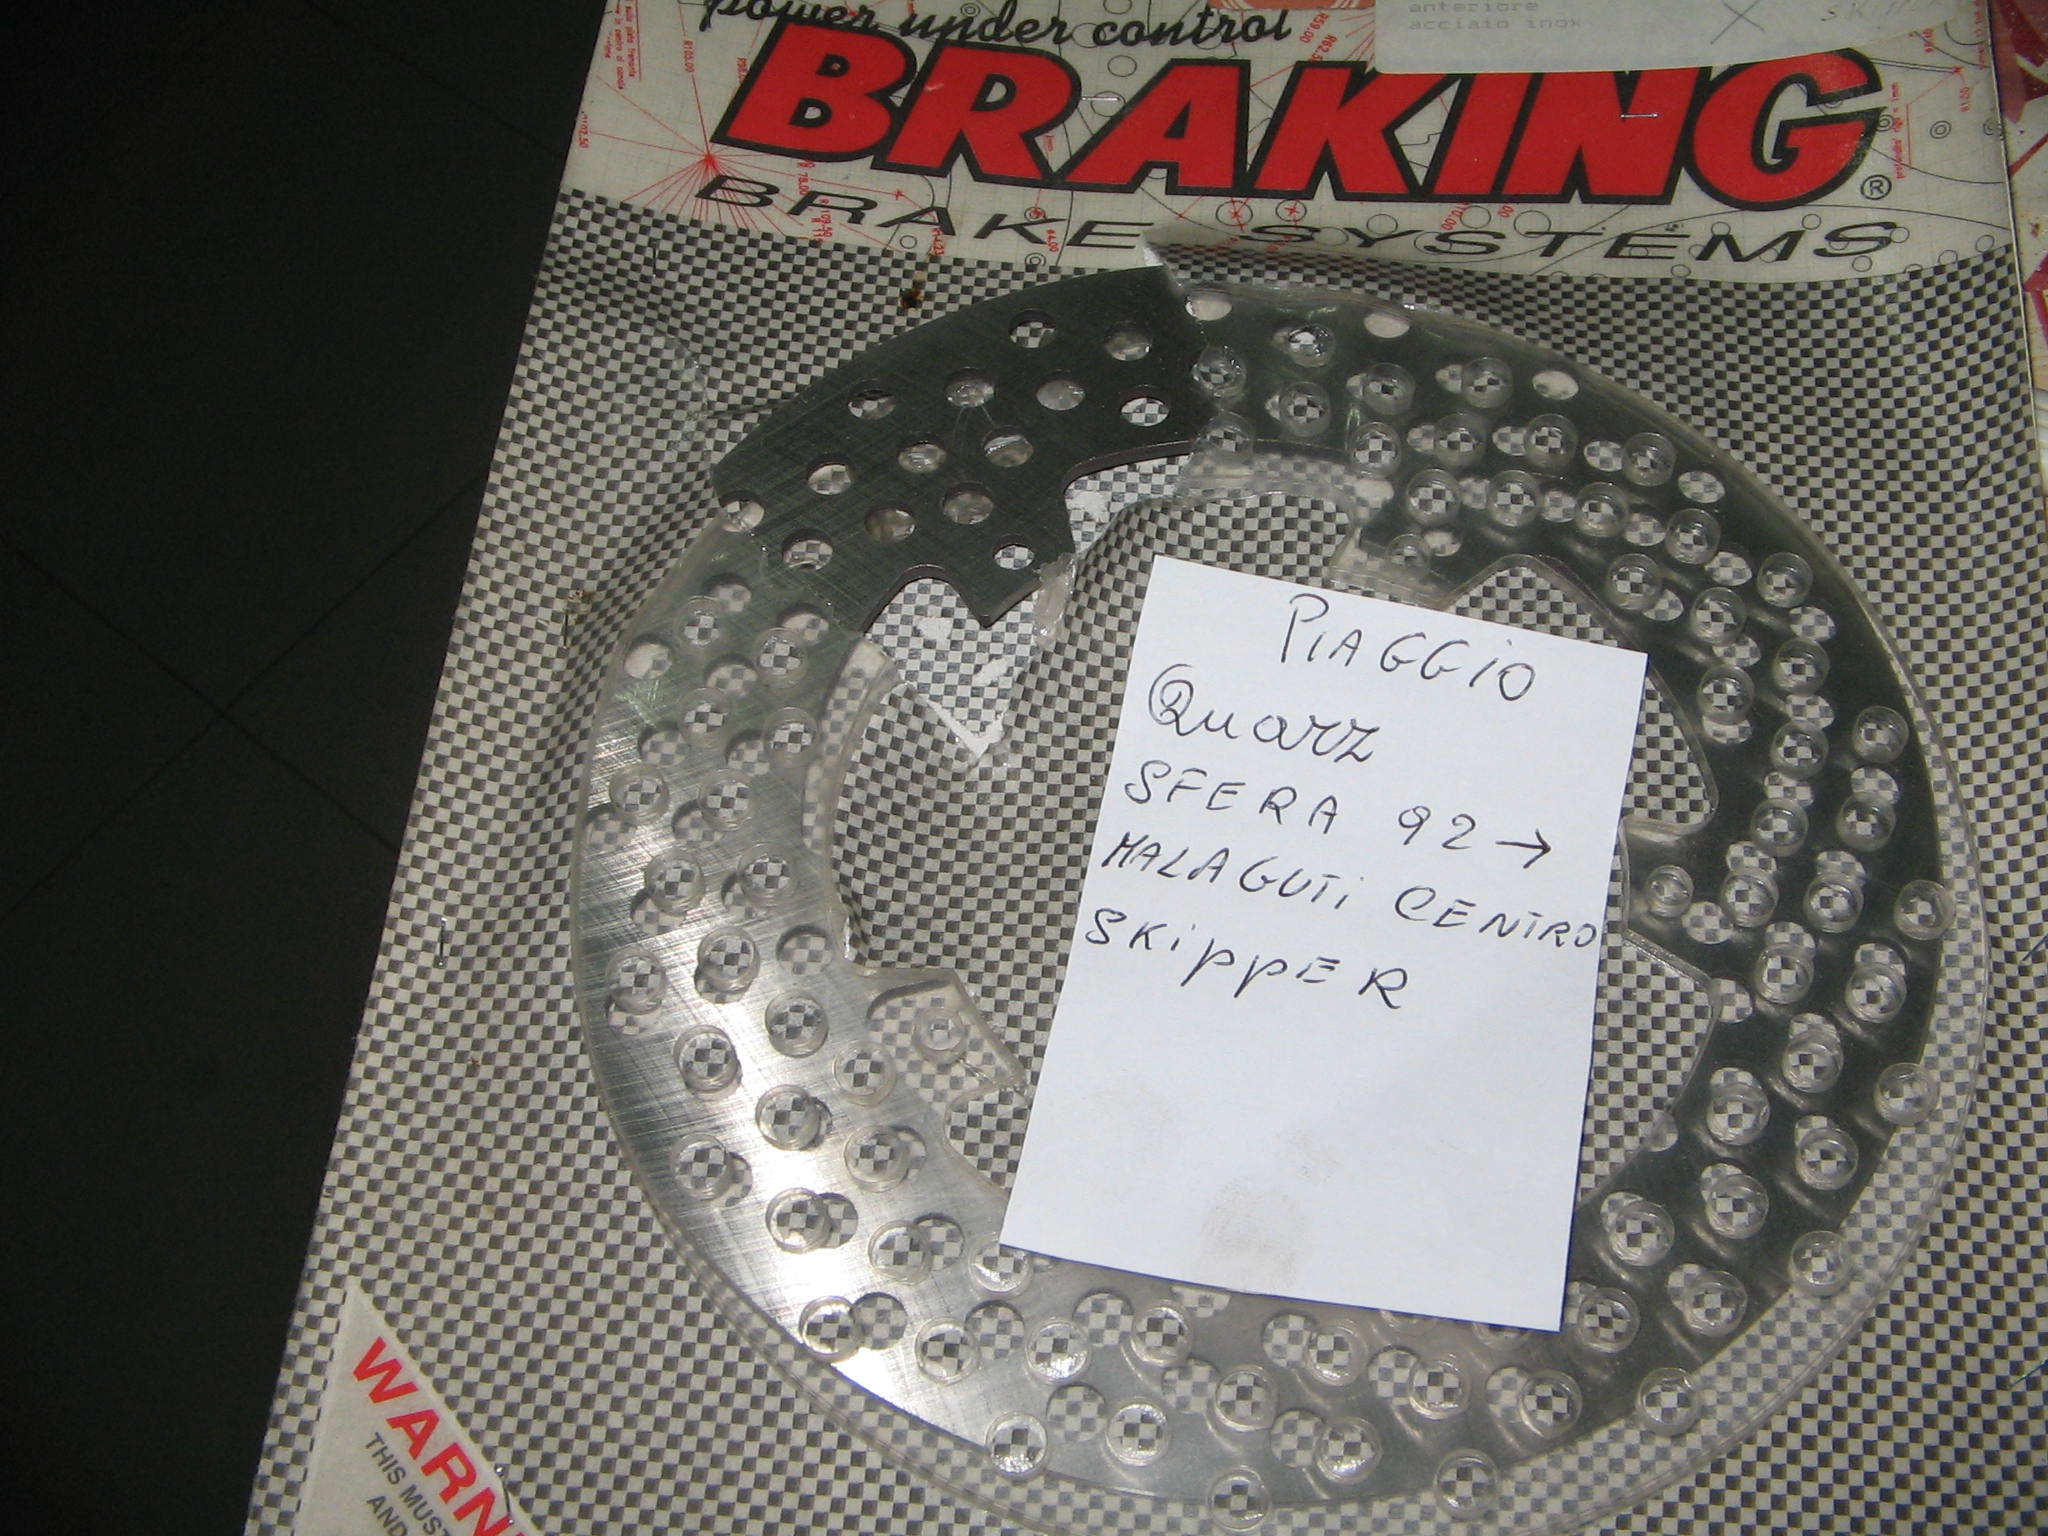 power under control
anteriore
acciaio inox
BRAKING®
BRAKE SYSTEMS
PIAGGIO
Quarz
SFERA 92→
MALAGUTi CENTRO
SKippER
WARN
THIS MUST
AND